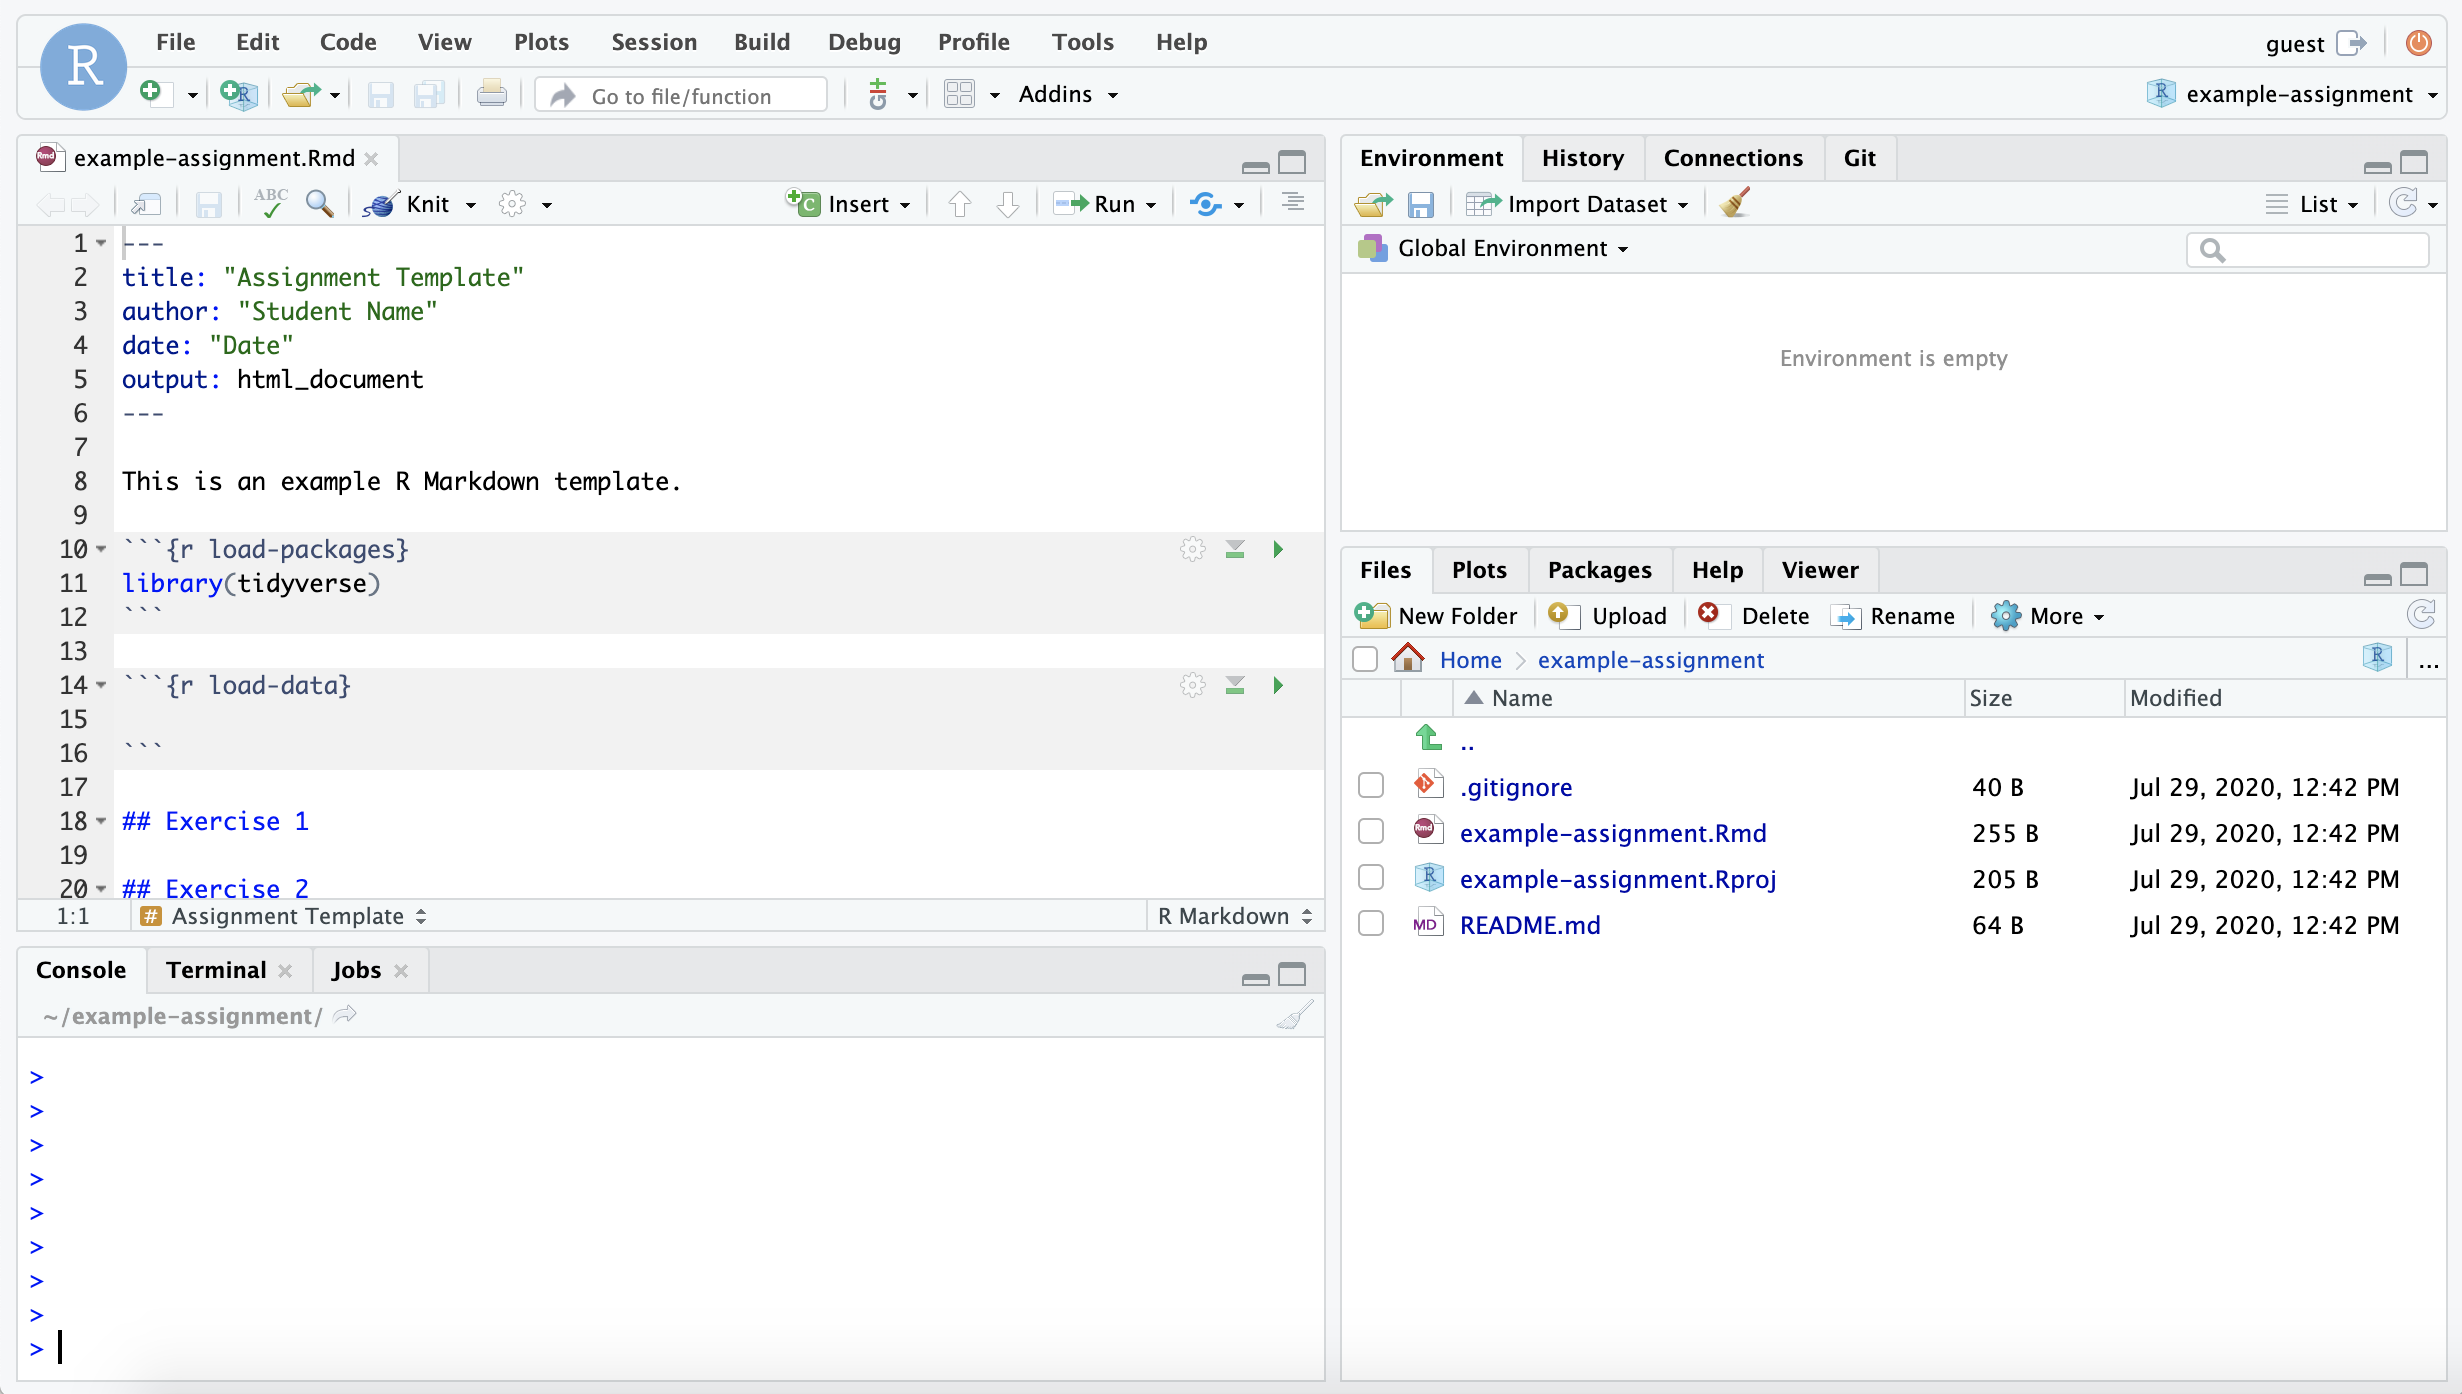 R File Edit Code View Plots Session Build Debug Profile Tools Help guest
R Go to file/function Addins R example-assignment
Rmd example-assignment.Rmd
ABC Knit C Insert Run
1 ---
2 title: "Assignment Template"
3 author: "Student Name"
4 date: "Date"
5 output: html_document
6 ---
7
8 This is an example R Markdown template.
9
10 ```{r load-packages}
11 library(tidyverse)
12 ```
13
14 ```{r load-data}
15
16 ```
17
18 ## Exercise 1
19
20 ## Exercise 2
1:1 # Assignment Template R Markdown
Console Terminal Jobs
~/example-assignment/
>
>
>
>
>
>
>
>
>
Environment History Connections Git
Import Dataset List
Global Environment
Environment is empty
Files Plots Packages Help Viewer
New Folder Upload Delete Rename More
Home example-assignment R ...
Name Size Modified
..
.gitignore 40 B Jul 29, 2020, 12:42 PM
Rmd example-assignment.Rmd 255 B Jul 29, 2020, 12:42 PM
R example-assignment.Rproj 205 B Jul 29, 2020, 12:42 PM
MD README.md 64 B Jul 29, 2020, 12:42 PM